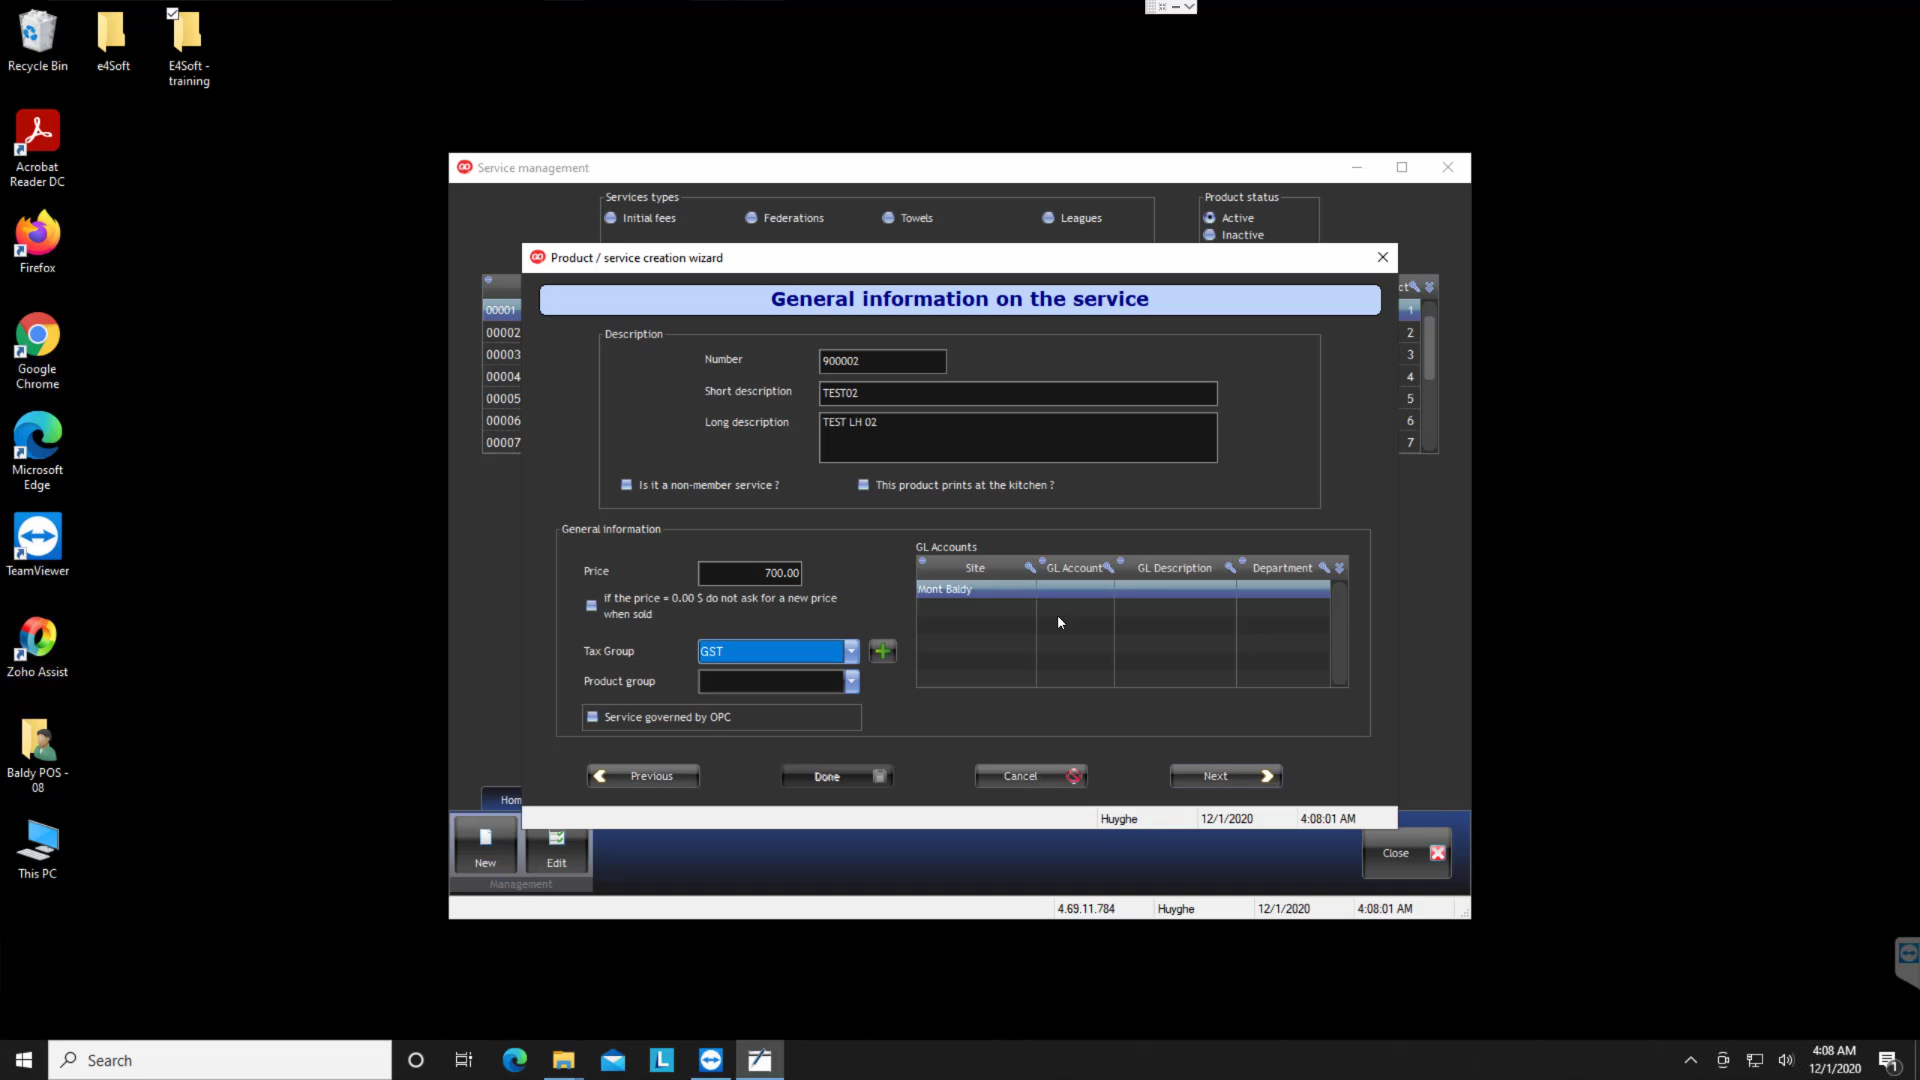 Recycle Bin
e4Soft
E4Soft -
training
Acrobat
Reader DC
Firefox
Google
Chrome
Microsoft
Edge
TeamViewer
Zoho Assist
Baldy POS -
08
This PC
Service management
Services types
Initial fees
Federations
Towels
Leagues
Product status
Active
Inactive
ct
00001
00002
00003
00004
00005
00006
00007
1
2
3
4
5
6
7
Product / service creation wizard
General information on the service
Description
Number
900002
Short description
TEST02
Long description
TEST LH 02
Is it a non-member service ?
This product prints at the kitchen ?
General information
Price
700.00
if the price = 0.00 $ do not ask for a new price
when sold
Tax Group
GST
Product group
Service governed by OPC
GL Accounts
Site
GL Account
GL Description
Department
Mont Baldy
Previous
Done
Cancel
Next
Huyghe
12/1/2020
4:08:01 AM
Hom
New
Edit
Management
Close
4.69.11.784
Huyghe
12/1/2020
4:08:01 AM
Search
L
4:08 AM
12/1/2020
1